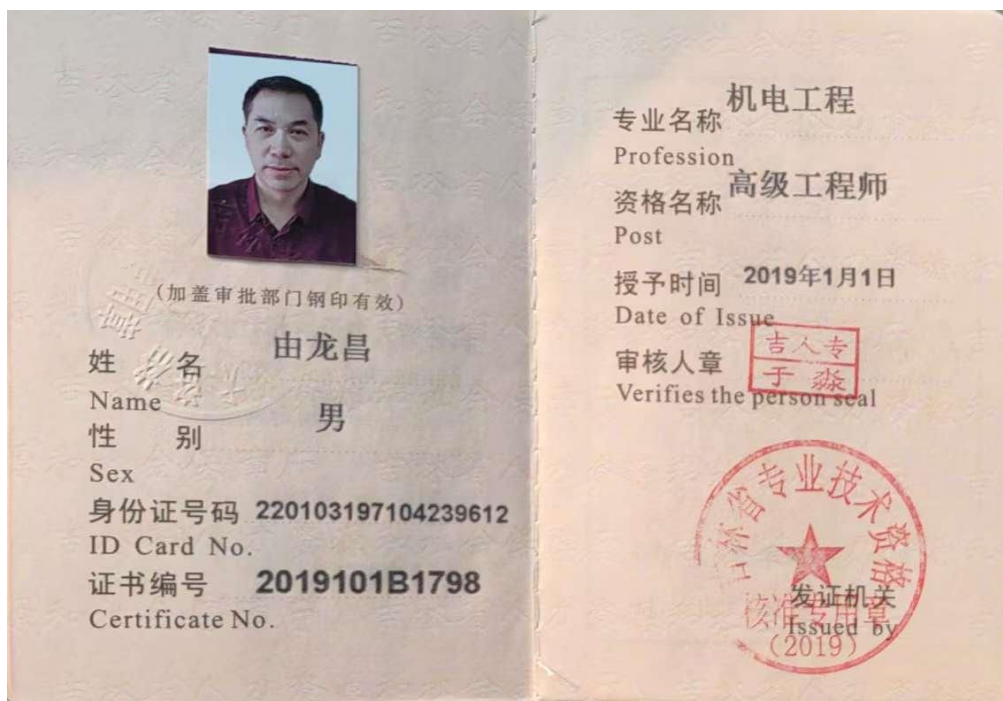 (加盖审批部门钢印有效)
姓 名 由龙昌
Name
性 别 男
Sex
身份证号码 220103197104239612
ID Card No.
证书编号 2019101B1798
Certificate No.
专业名称 机电工程
Profession
资格名称 高级工程师
Post
授予时间 2019年1月1日
Date of Issue
审核人章 吉人专
于淼
Verifies the person seal
吉林省专业技术资格
核准专用章
(2019)
发证机关
Issued by